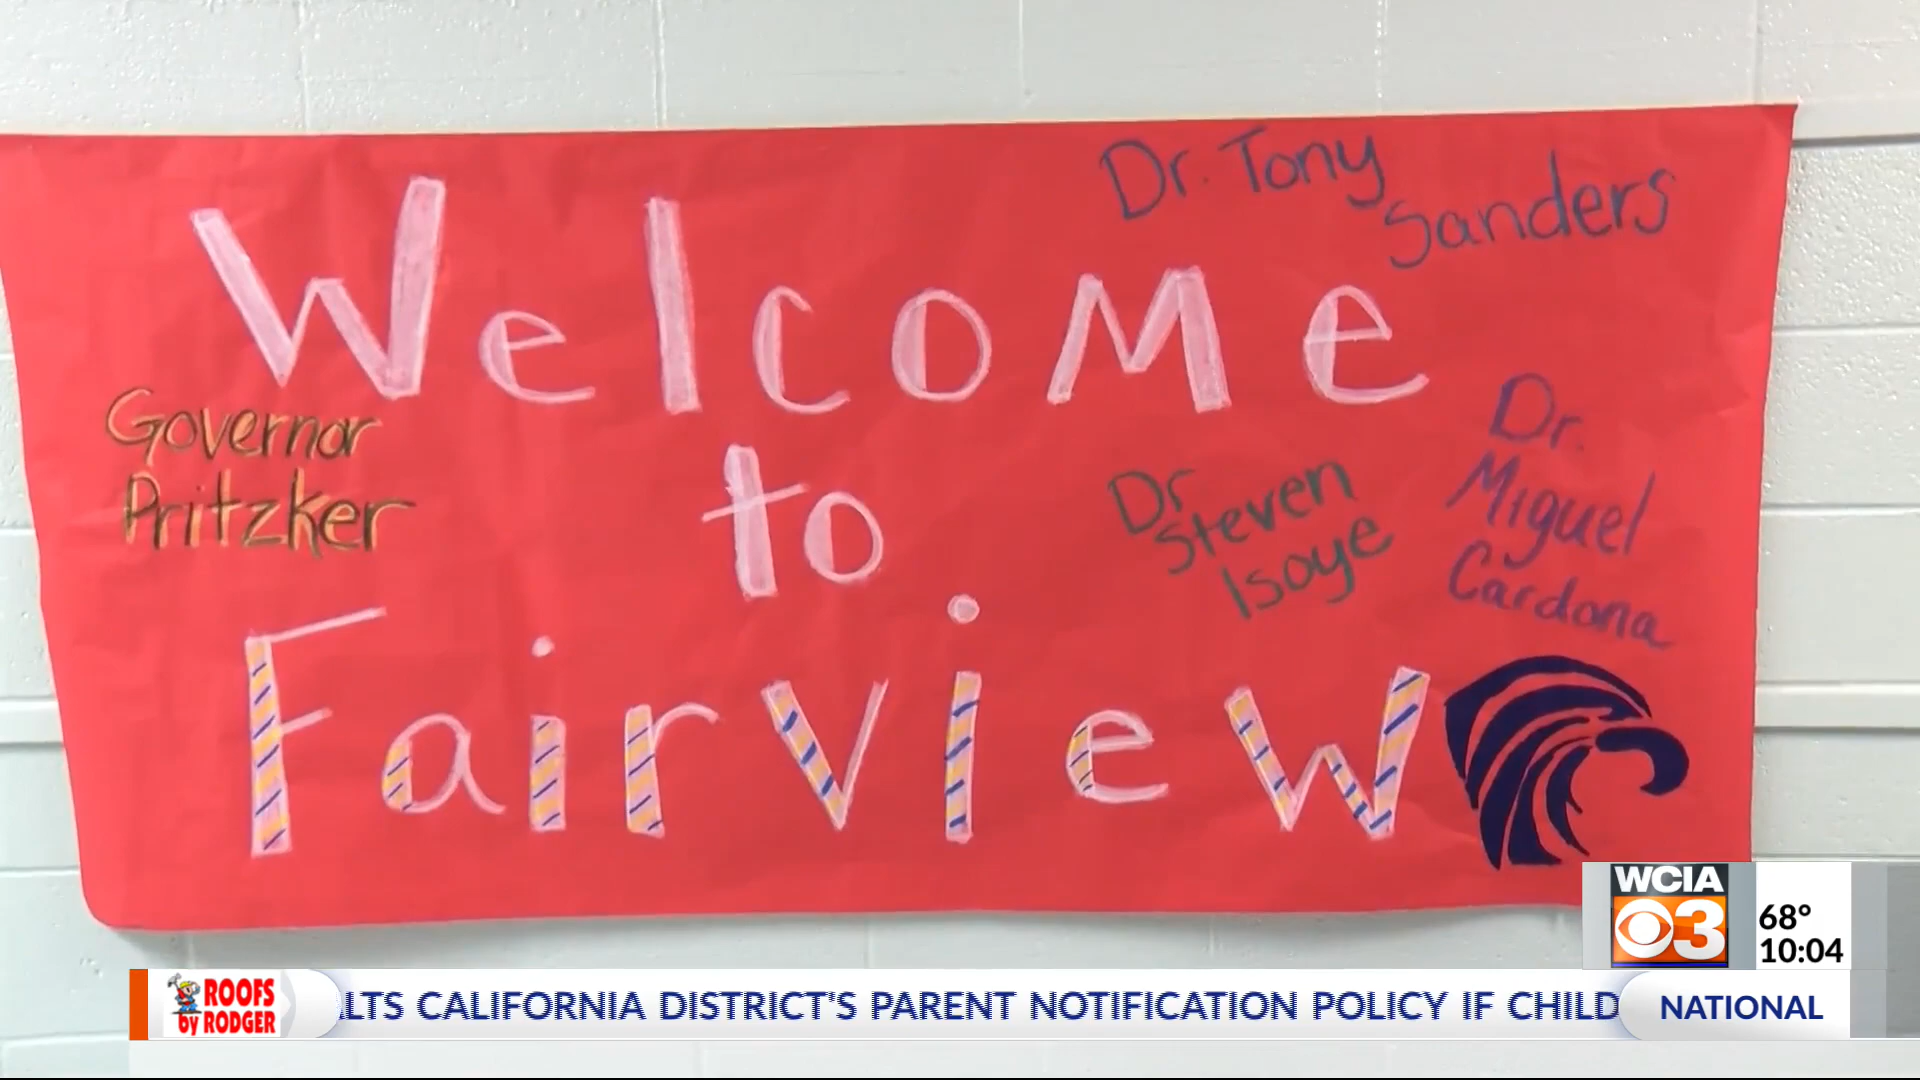 Dr. Tony
Sanders
Welcome
Governor
Pritzker
to
Dr
Steven
Isoye
Dr.
Miguel
Cardona
Fairview
WCIA
3
68°
10:04
ROOFS
by RODGER
ALTS CALIFORNIA DISTRICT'S PARENT NOTIFICATION POLICY IF CHILD
NATIONAL